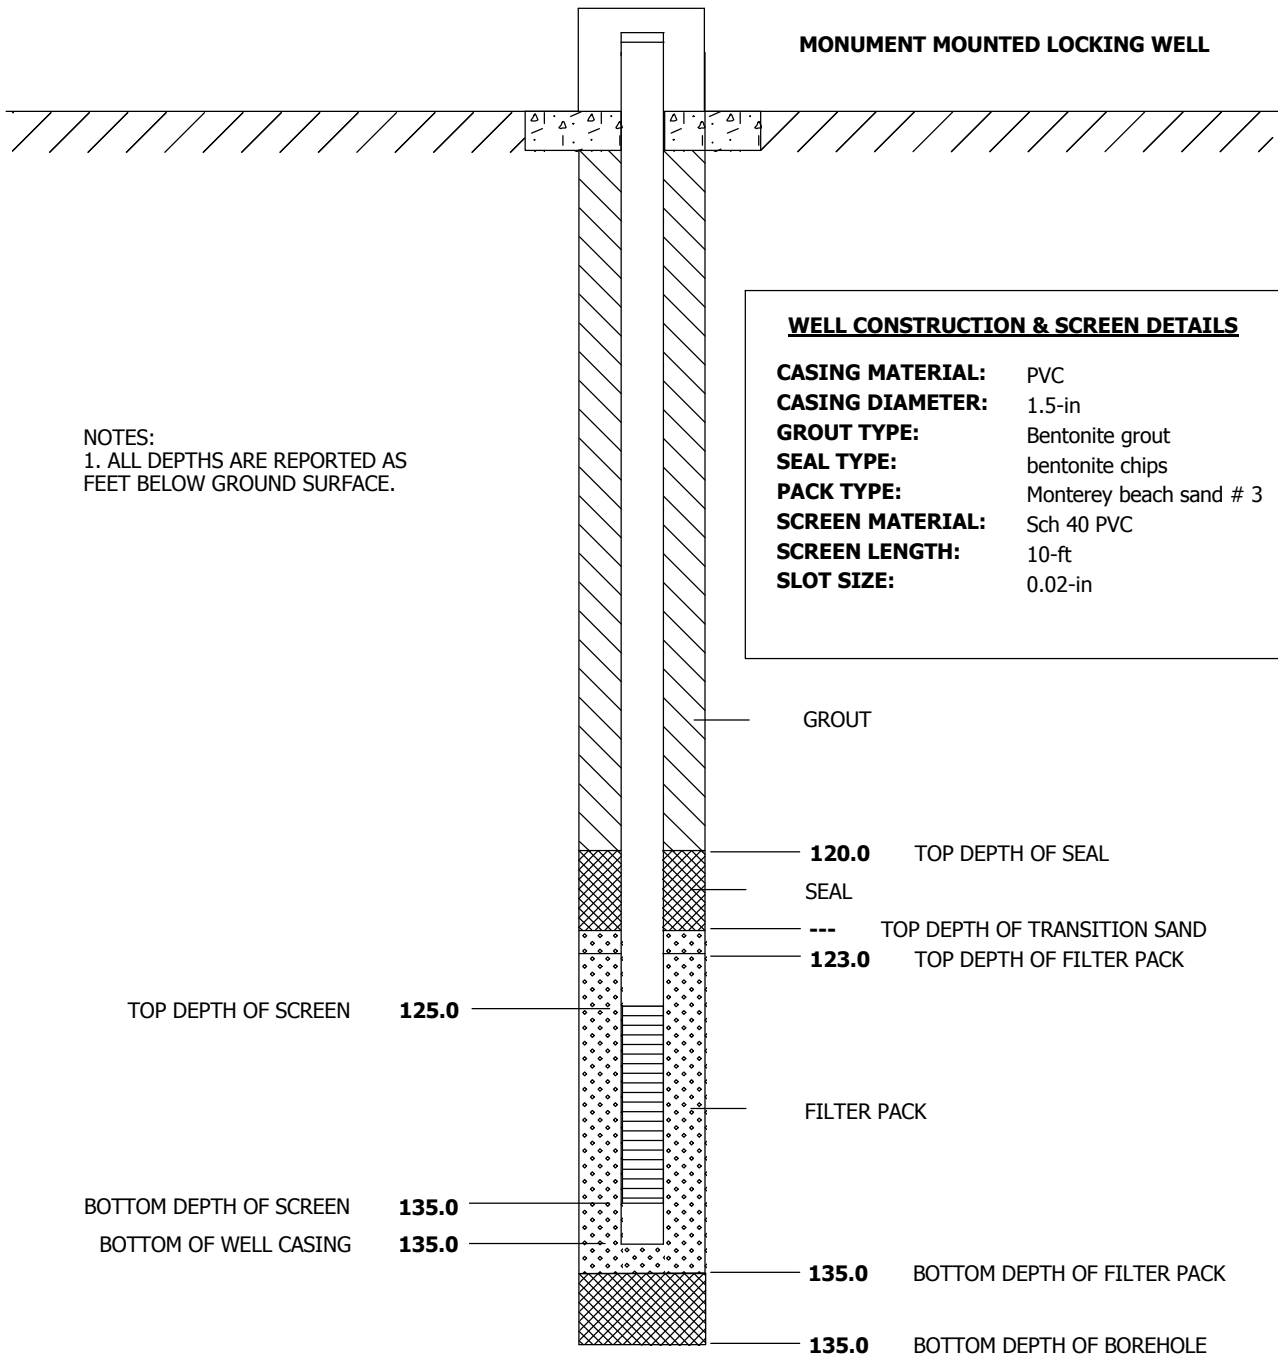 MONUMENT MOUNTED LOCKING WELL
WELL CONSTRUCTION & SCREEN DETAILS
CASING MATERIAL: PVC
CASING DIAMETER: 1.5-in
GROUT TYPE: Bentonite grout
SEAL TYPE: bentonite chips
PACK TYPE: Monterey beach sand # 3
SCREEN MATERIAL: Sch 40 PVC
SCREEN LENGTH: 10-ft
SLOT SIZE: 0.02-in
NOTES:
1. ALL DEPTHS ARE REPORTED AS
FEET BELOW GROUND SURFACE.
GROUT
120.0 TOP DEPTH OF SEAL
SEAL
--- TOP DEPTH OF TRANSITION SAND
123.0 TOP DEPTH OF FILTER PACK
TOP DEPTH OF SCREEN 125.0
FILTER PACK
BOTTOM DEPTH OF SCREEN 135.0
BOTTOM OF WELL CASING 135.0
135.0 BOTTOM DEPTH OF FILTER PACK
135.0 BOTTOM DEPTH OF BOREHOLE